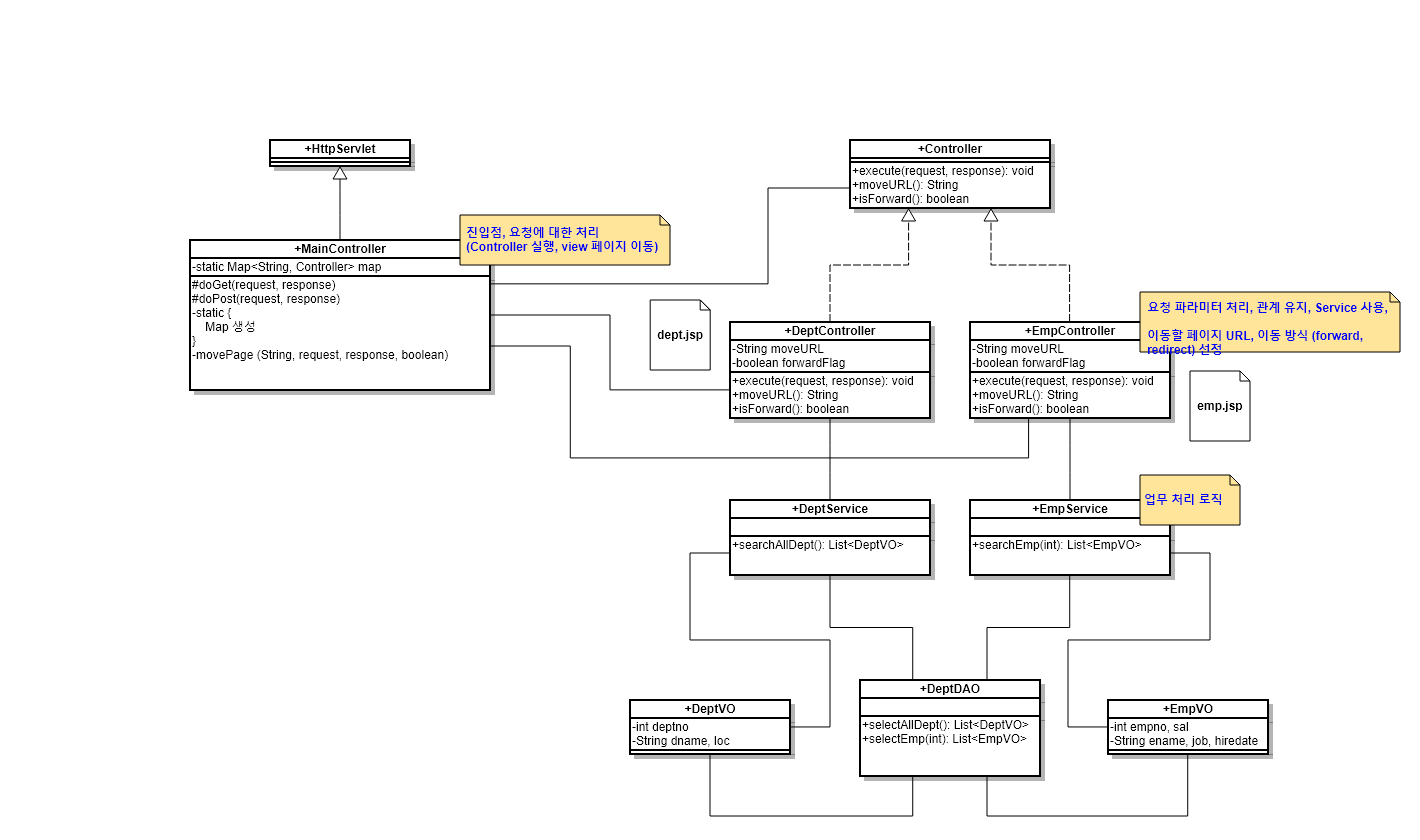 +HttpServlet
+Controller
+execute(request, response): void
+moveURL(): String
+isForward(): boolean
진입점, 요청에 대한 처리
(Controller 실행, view 페이지 이동)
+MainController
-static Map<String, Controller> map
#doGet(request, response)
#doPost(request, response)
-static {
Map 생성
}
-movePage (String, request, response, boolean)
dept.jsp
+DeptController
-String moveURL
-boolean forwardFlag
+execute(request, response): void
+moveURL(): String
+isForward(): boolean
+EmpController
-String moveURL
-boolean forwardFlag
+execute(request, response): void
+moveURL(): String
+isForward(): boolean
요청 파라미터 처리, 관계 유지, Service 사용,
이동할 페이지 URL, 이동 방식 (forward,
redirect) 선정
emp.jsp
+DeptService
+searchAllDept(): List<DeptVO>
+EmpService
+searchEmp(int): List<EmpVO>
업무 처리 로직
+DeptVO
-int deptno
-String dname, loc
+DeptDAO
+selectAllDept(): List<DeptVO>
+selectEmp(int): List<EmpVO>
+EmpVO
-int empno, sal
-String ename, job, hiredate